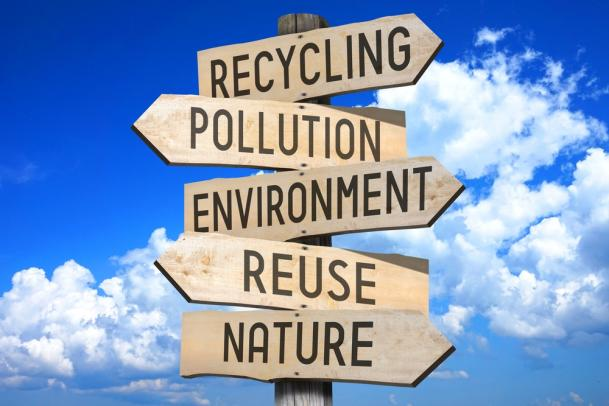 RECYCLING
POLLUTION
ENVIRONMENT
REUSE
NATURE